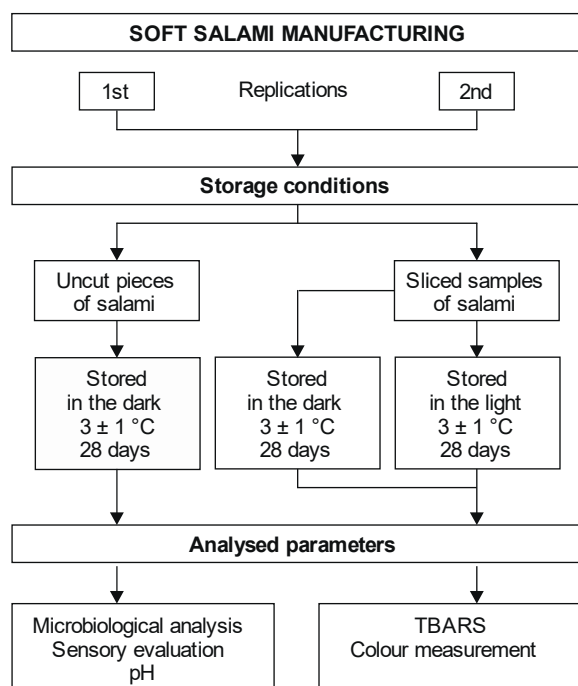 SOFT SALAMI MANUFACTURING
1st
Replications
2nd
Storage conditions
Uncut pieces
of salami
Sliced samples
of salami
Stored
in the dark
3 ± 1 °C
28 days
Stored
in the dark
3 ± 1 °C
28 days
Stored
in the light
3 ± 1 °C
28 days
Analysed parameters
Microbiological analysis
Sensory evaluation
pH
TBARS
Colour measurement